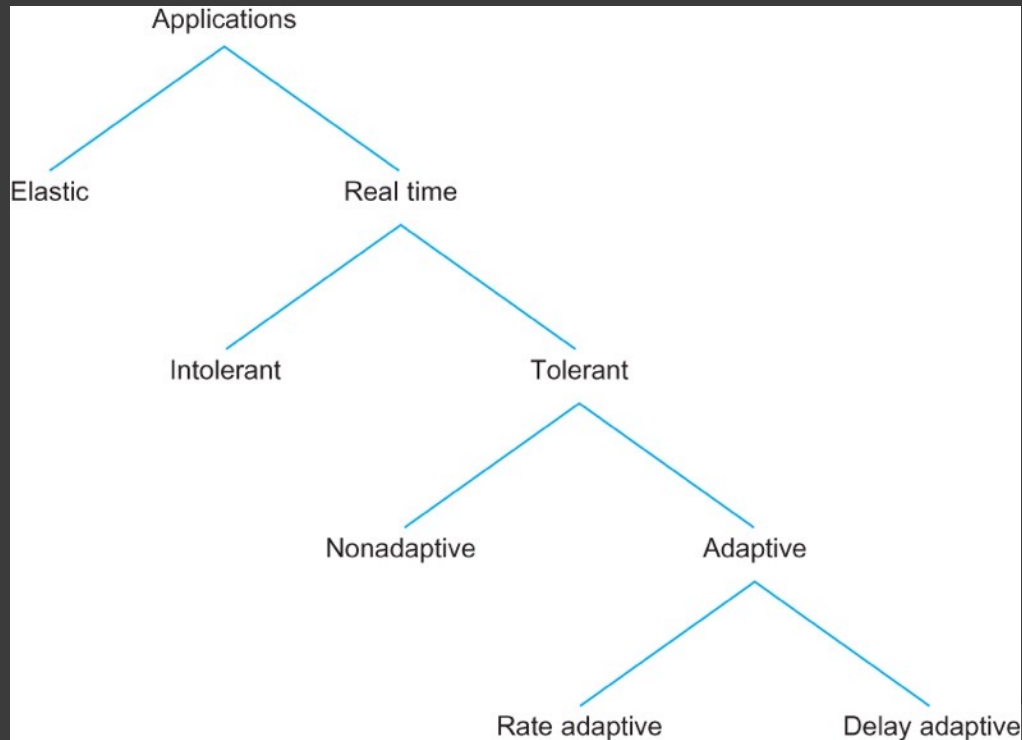 Applications
Elastic
Real time
Intolerant
Tolerant
Nonadaptive
Adaptive
Rate adaptive
Delay adaptive